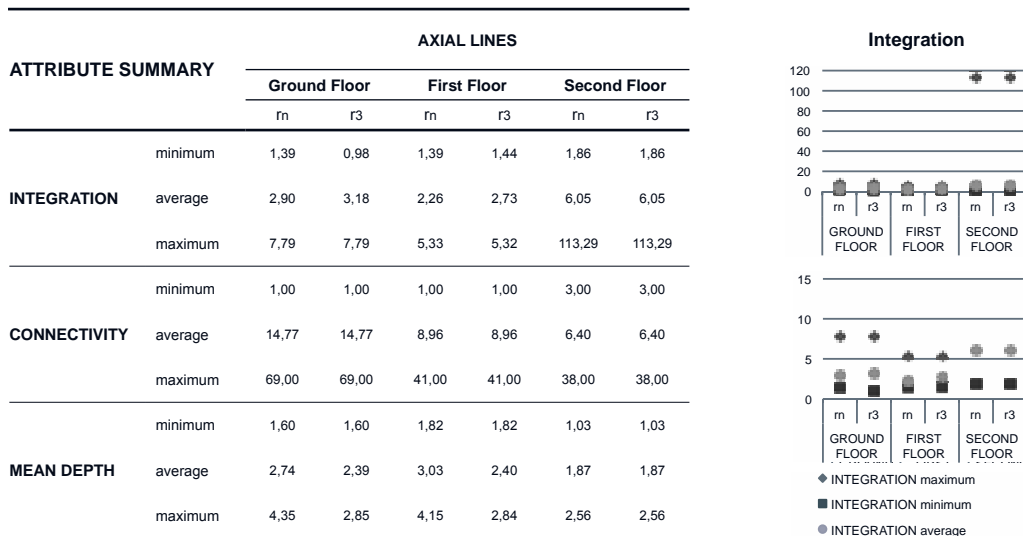 AXIAL LINES
ATTRIBUTE SUMMARY
Ground Floor First Floor Second Floor
rn r3 rn r3 rn r3
minimum 1,39 0,98 1,39 1,44 1,86 1,86
INTEGRATION average 2,90 3,18 2,26 2,73 6,05 6,05
maximum 7,79 7,79 5,33 5,32 113,29 113,29
minimum 1,00 1,00 1,00 1,00 3,00 3,00
CONNECTIVITY average 14,77 14,77 8,96 8,96 6,40 6,40
maximum 69,00 69,00 41,00 41,00 38,00 38,00
minimum 1,60 1,60 1,82 1,82 1,03 1,03
MEAN DEPTH average 2,74 2,39 3,03 2,40 1,87 1,87
maximum 4,35 2,85 4,15 2,84 2,56 2,56
Integration
120
100
80
60
40
20
0
rn r3 rn r3 rn r3
GROUND FIRST SECOND
FLOOR FLOOR FLOOR
15
10
5
0
rn r3 rn r3 rn r3
GROUND FIRST SECOND
FLOOR FLOOR FLOOR
INTEGRATION maximum
INTEGRATION minimum
INTEGRATION average